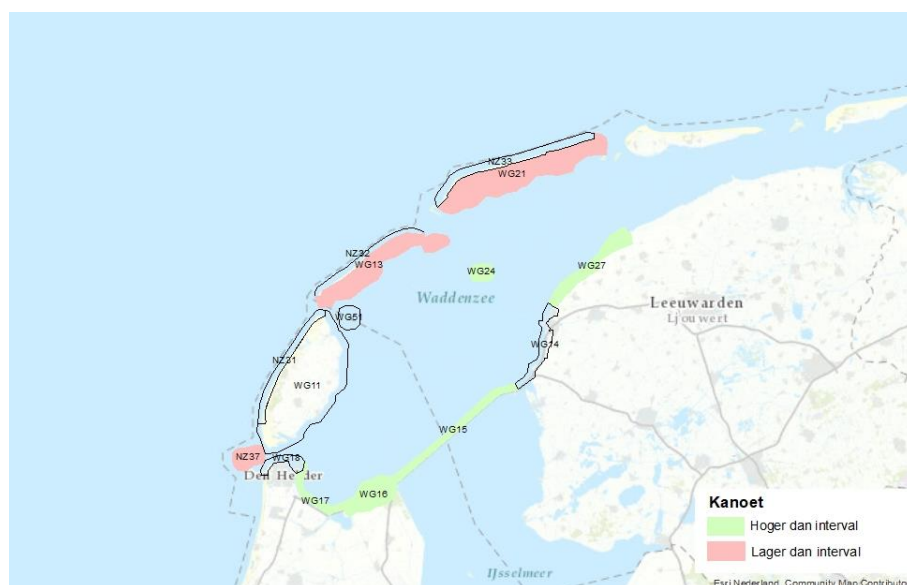 NZ33
WG21
NZ32
WG13
WG24
WG27
Waddenzee
Leeuwarden
Ljouwert
WG51
WG14
NZ31
WG11
WG15
NZ37
WG18
Den Helder
WG17
WG16
IJsselmeer
Kanoet
Hoger dan interval
Lager dan interval
Esri Nederland, Community Map Contributo